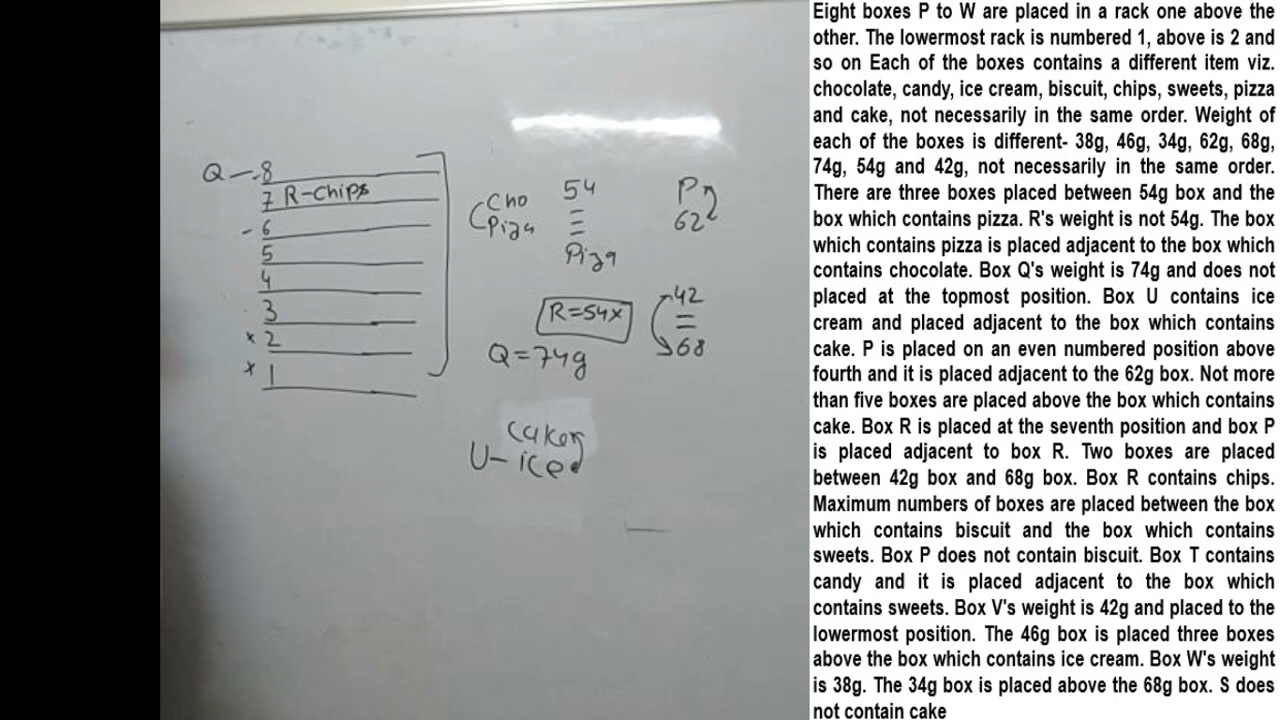 Q - 8
7 R-chips
- 6
5
4
3
x 2
x 1
Cho
Piza
54
Piza
P
62
R=54x
42
68
Q=74g
cake
U- ice
Eight boxes P to W are placed in a rack one above the
other. The lowermost rack is numbered 1, above is 2 and
so on Each of the boxes contains a different item viz.
chocolate, candy, ice cream, biscuit, chips, sweets, pizza
and cake, not necessarily in the same order. Weight of
each of the boxes is different- 38g, 46g, 34g, 62g, 68g,
74g, 54g and 42g, not necessarily in the same order.
There are three boxes placed between 54g box and the
box which contains pizza. R's weight is not 54g. The box
which contains pizza is placed adjacent to the box which
contains chocolate. Box Q's weight is 74g and does not
placed at the topmost position. Box U contains ice
cream and placed adjacent to the box which contains
cake. P is placed on an even numbered position above
fourth and it is placed adjacent to the 62g box. Not more
than five boxes are placed above the box which contains
cake. Box R is placed at the seventh position and box P
is placed adjacent to box R. Two boxes are placed
between 42g box and 68g box. Box R contains chips.
Maximum numbers of boxes are placed between the box
which contains biscuit and the box which contains
sweets. Box P does not contain biscuit. Box T contains
candy and it is placed adjacent to the box which
contains sweets. Box V's weight is 42g and placed to the
lowermost position. The 46g box is placed three boxes
above the box which contains ice cream. Box W's weight
is 38g. The 34g box is placed above the 68g box. S does
not contain cake